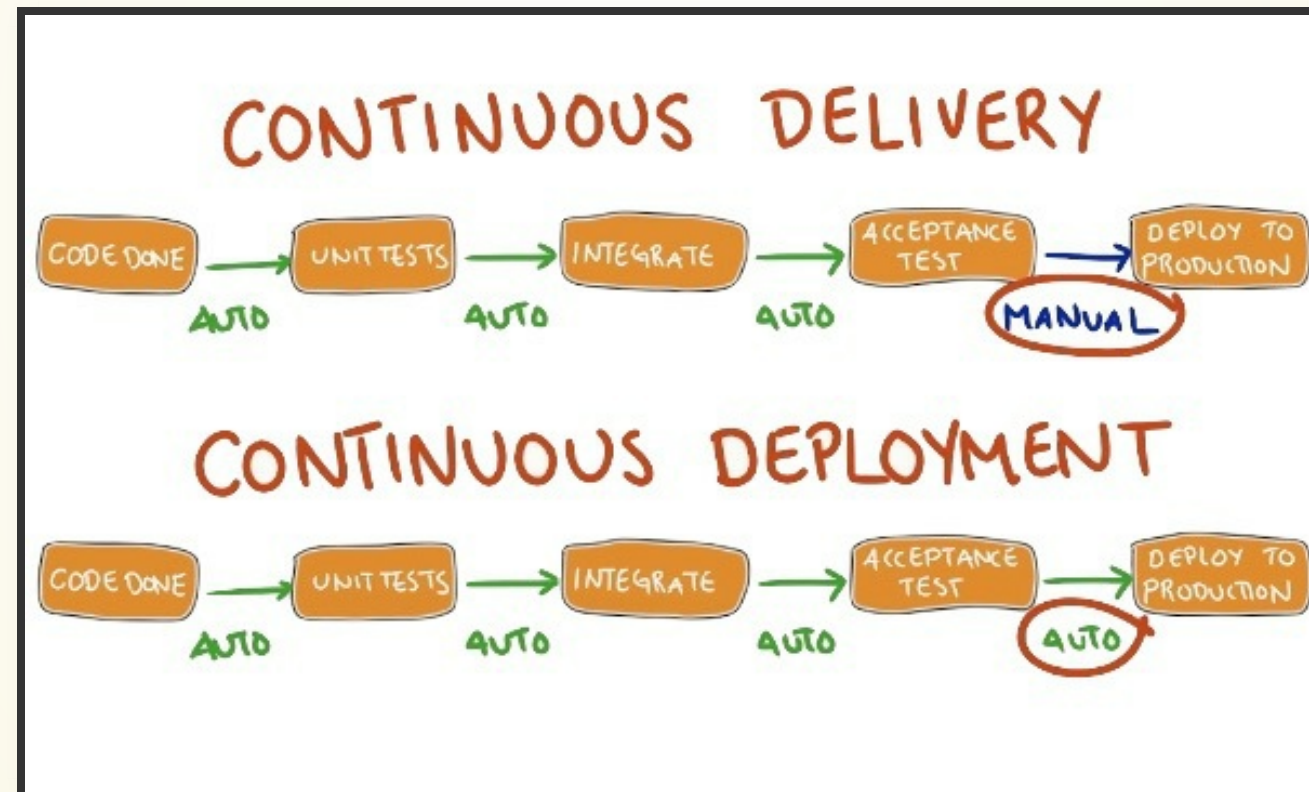 CONTINUOUS DELIVERY
CODE DONE
UNIT TESTS
INTEGRATE
ACCEPTANCE
TEST
DEPLOY TO
PRODUCTION
AUTO
AUTO
AUTO
MANUAL
CONTINUOUS DEPLOYMENT
CODE DONE
UNIT TESTS
INTEGRATE
ACCEPTANCE
TEST
DEPLOY TO
PRODUCTION
AUTO
AUTO
AUTO
AUTO